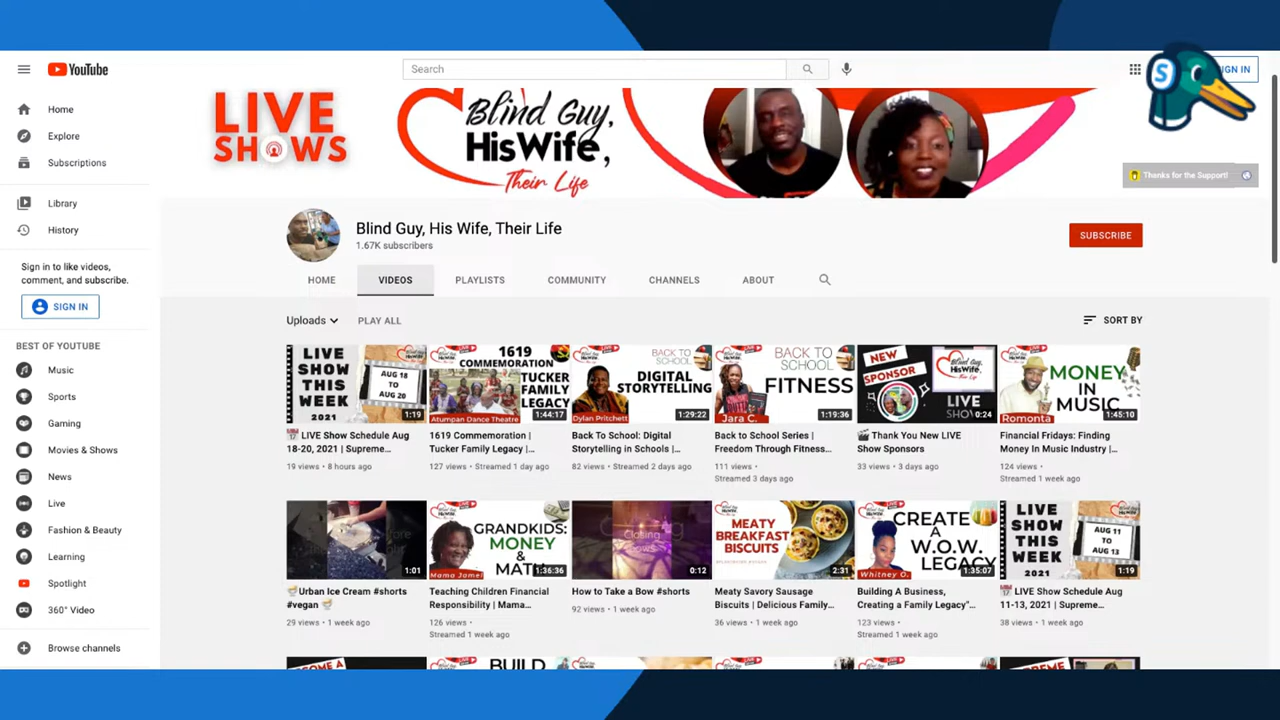 YouTube
Search
S
IGN IN
LIVE
SHOWS
Blind Guy,
His Wife,
Their Life
Thanks for the Support!
Home
Explore
Subscriptions
Library
History
Sign in to like videos,
comment, and subscribe.
SIGN IN
BEST OF YOUTUBE
Music
Sports
Gaming
Movies & Shows
News
Live
Fashion & Beauty
Learning
Spotlight
360° Video
Browse channels
Blind Guy, His Wife, Their Life
1.67K subscribers
SUBSCRIBE
HOME
VIDEOS
PLAYLISTS
COMMUNITY
CHANNELS
ABOUT
Uploads
PLAY ALL
SORT BY
LIVE
SHOW
THIS
WEEK
2021
AUG 18
TO
AUG 20
1:19
LIVE Show Schedule Aug
18-20, 2021 | Supreme...
19 views • 8 hours ago
1619
COMMEMORATION
TUCKER
FAMILY
LEGACY
Atumpan Dance Theatre
1:44:17
1619 Commemoration |
Tucker Family Legacy |...
127 views • Streamed 1 day ago
BACK TO
SCHOOL
DIGITAL
STORYTELLING
Dylan Pritchett
1:29:22
Back To School: Digital
Storytelling in Schools |...
82 views • Streamed 2 days ago
BACK TO
SCHOOL
FITNESS
Jara C.
1:19:36
Back to School Series |
Freedom Through Fitness...
111 views •
Streamed 3 days ago
NEW
SPONSOR
LIVE
0:24
Thank You New LIVE
Show Sponsors
33 views • 3 days ago
MONEY
IN
MUSIC
Romonta
1:45:10
Financial Fridays: Finding
Money In Music Industry |...
124 views •
Streamed 1 week ago
1:01
Urban Ice Cream #shorts
#vegan
29 views • 1 week ago
GRANDKIDS:
MONEY
&
Mama Jamel
1:36:36
Teaching Children Financial
Responsibility | Mama...
126 views •
Streamed 1 week ago
0:12
How to Take a Bow #shorts
92 views • 1 week ago
MEATY
BREAKFAST
BISCUITS
2:31
Meaty Savory Sausage
Biscuits | Delicious Family...
36 views • 1 week ago
CREATE
A
W.O.W.
LEGACY
Whitney O.
1:35:07
Building A Business,
Creating a Family Legacy"...
123 views •
Streamed 1 week ago
LIVE
SHOW
THIS
WEEK
2021
AUG 11
TO
AUG 13
1:19
LIVE Show Schedule Aug
11-13, 2021 | Supreme...
38 views • 1 week ago
BUILD